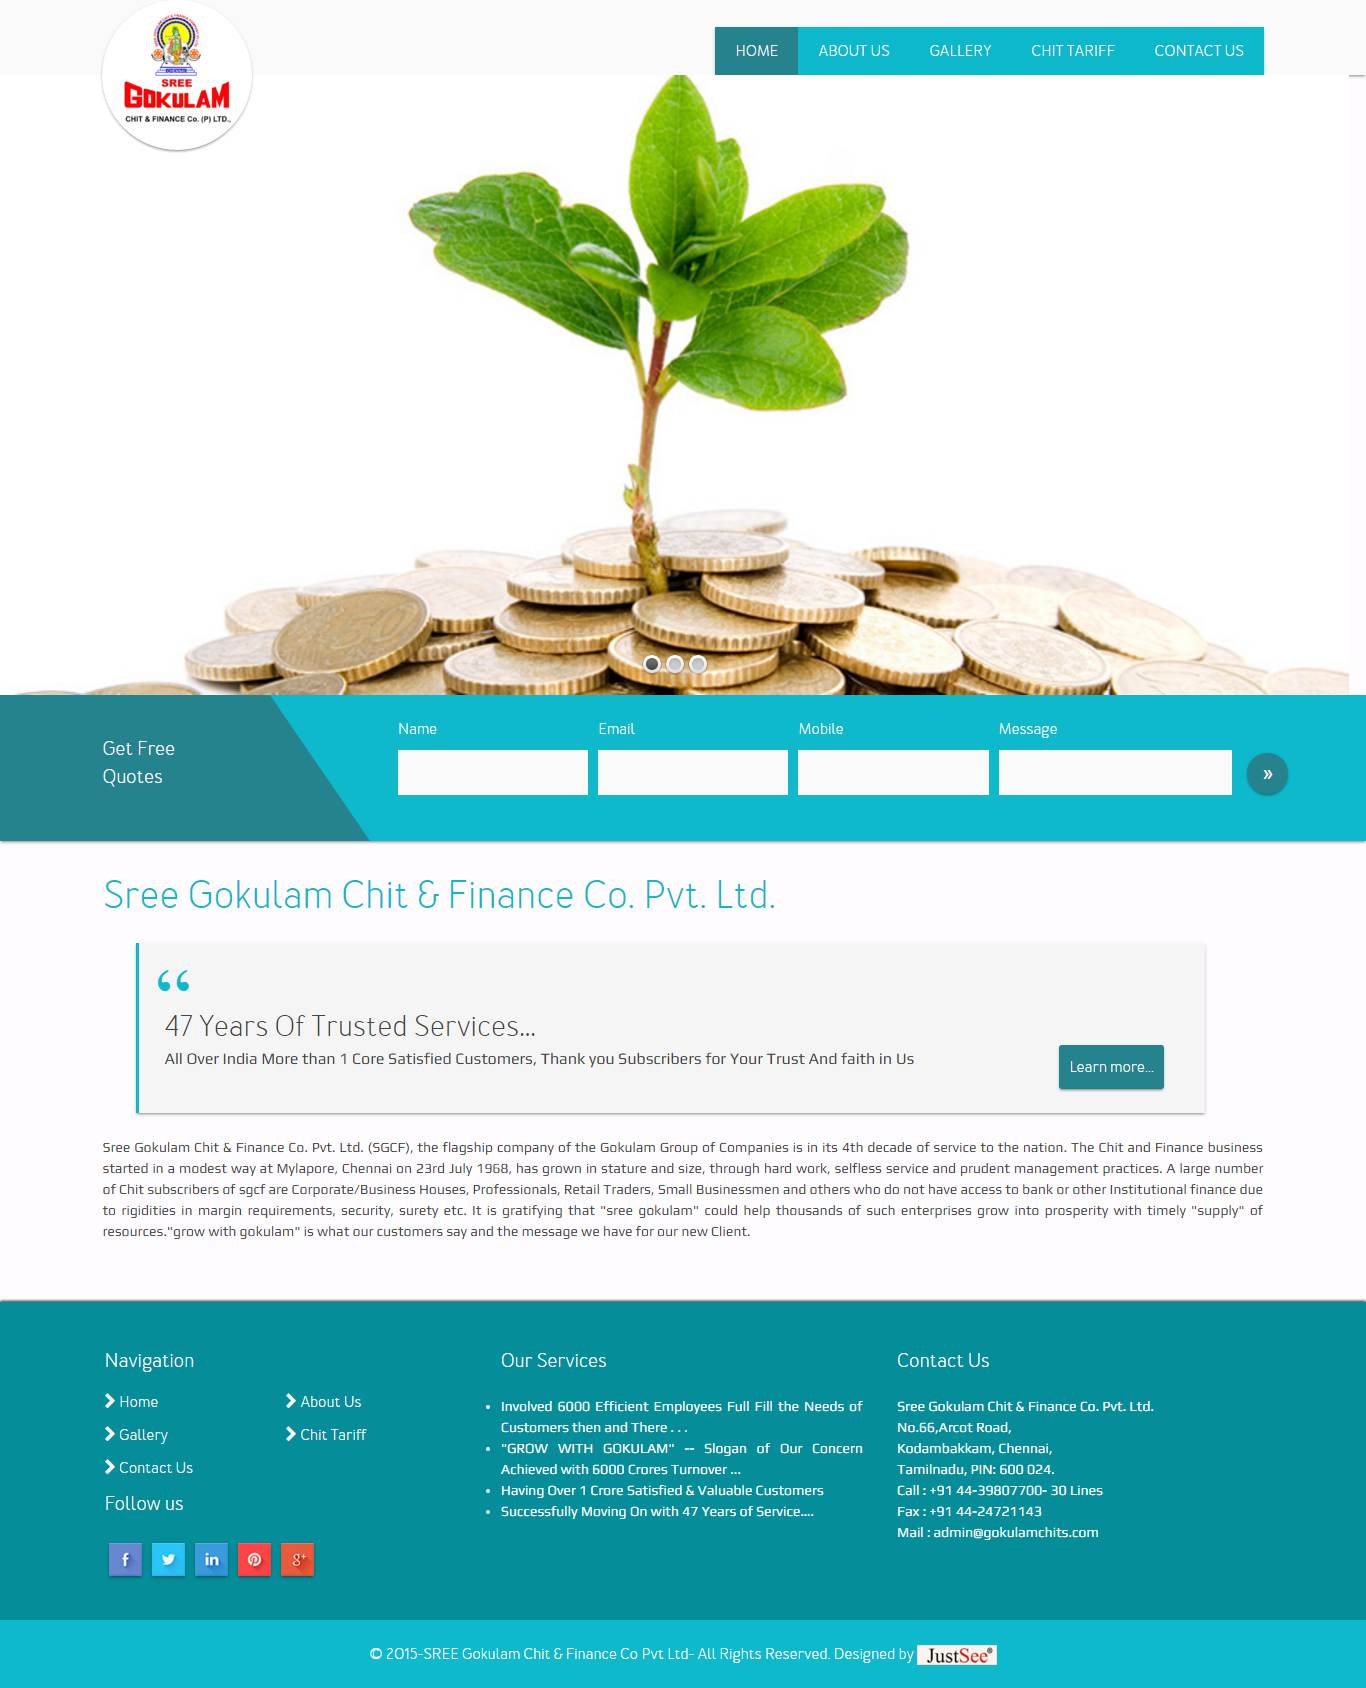 SREE
GOKULAM
CHIT & FINANCE Co. (P) LTD.,
HOME
ABOUT US
GALLERY
CHIT TARIFF
CONTACT US
Get Free
Quotes
Name
Email
Mobile
Message
»
Sree Gokulam Chit & Finance Co. Pvt. Ltd.
“
47 Years Of Trusted Services...
All Over India More than 1 Core Satisfied Customers, Thank you Subscribers for Your Trust And faith in Us
Learn more...
Sree Gokulam Chit & Finance Co. Pvt. Ltd. (SGCF), the flagship company of the Gokulam Group of Companies is in its 4th decade of service to the nation. The Chit and Finance business
started in a modest way at Mylapore, Chennai on 23rd July 1968, has grown in stature and size, through hard work, selfless service and prudent management practices. A large number
of Chit subscribers of sgcf are Corporate/Business Houses, Professionals, Retail Traders, Small Businessmen and others who do not have access to bank or other Institutional finance due
to rigidities in margin requirements, security, surety etc. It is gratifying that "sree gokulam" could help thousands of such enterprises grow into prosperity with timely "supply" of
resources."grow with gokulam" is what our customers say and the message we have for our new Client.
Navigation
Home
About Us
Gallery
Chit Tariff
Contact Us
Follow us
Our Services
Involved 6000 Efficient Employees Full Fill the Needs of
Customers then and There . . .
"GROW WITH GOKULAM" -- Slogan of Our Concern
Achieved with 6000 Crores Turnover ...
Having Over 1 Crore Satisfied & Valuable Customers
Successfully Moving On with 47 Years of Service....
Contact Us
Sree Gokulam Chit & Finance Co. Pvt. Ltd.
No.66,Arcot Road,
Kodambakkam, Chennai,
Tamilnadu, PIN: 600 024.
Call : +91 44-39807700- 30 Lines
Fax : +91 44-24721143
Mail : admin@gokulamchits.com
© 2015-SREE Gokulam Chit & Finance Co Pvt Ltd- All Rights Reserved. Designed by JustSee®